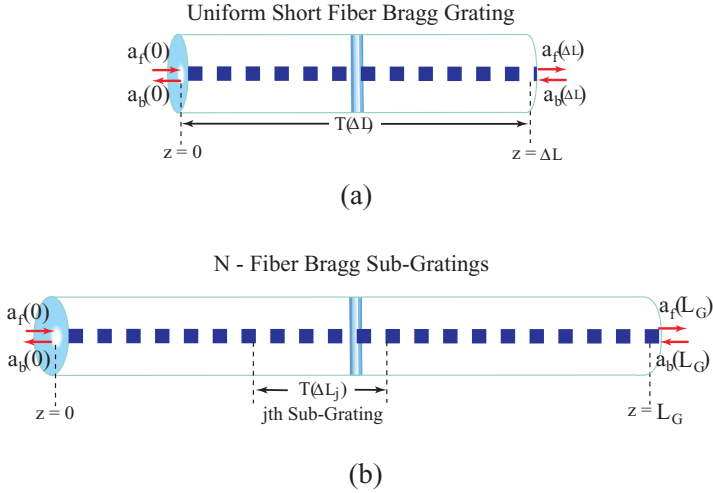 Uniform Short Fiber Bragg Grating
a_f(0)
a_b(0)
a_f(ΔL)
a_b(ΔL)
T(ΔL)
z = 0
z = ΔL
(a)
N - Fiber Bragg Sub-Gratings
a_f(0)
a_b(0)
a_f(L_G)
a_b(L_G)
T(ΔL_j)
jth Sub-Grating
z = 0
z = L_G
(b)